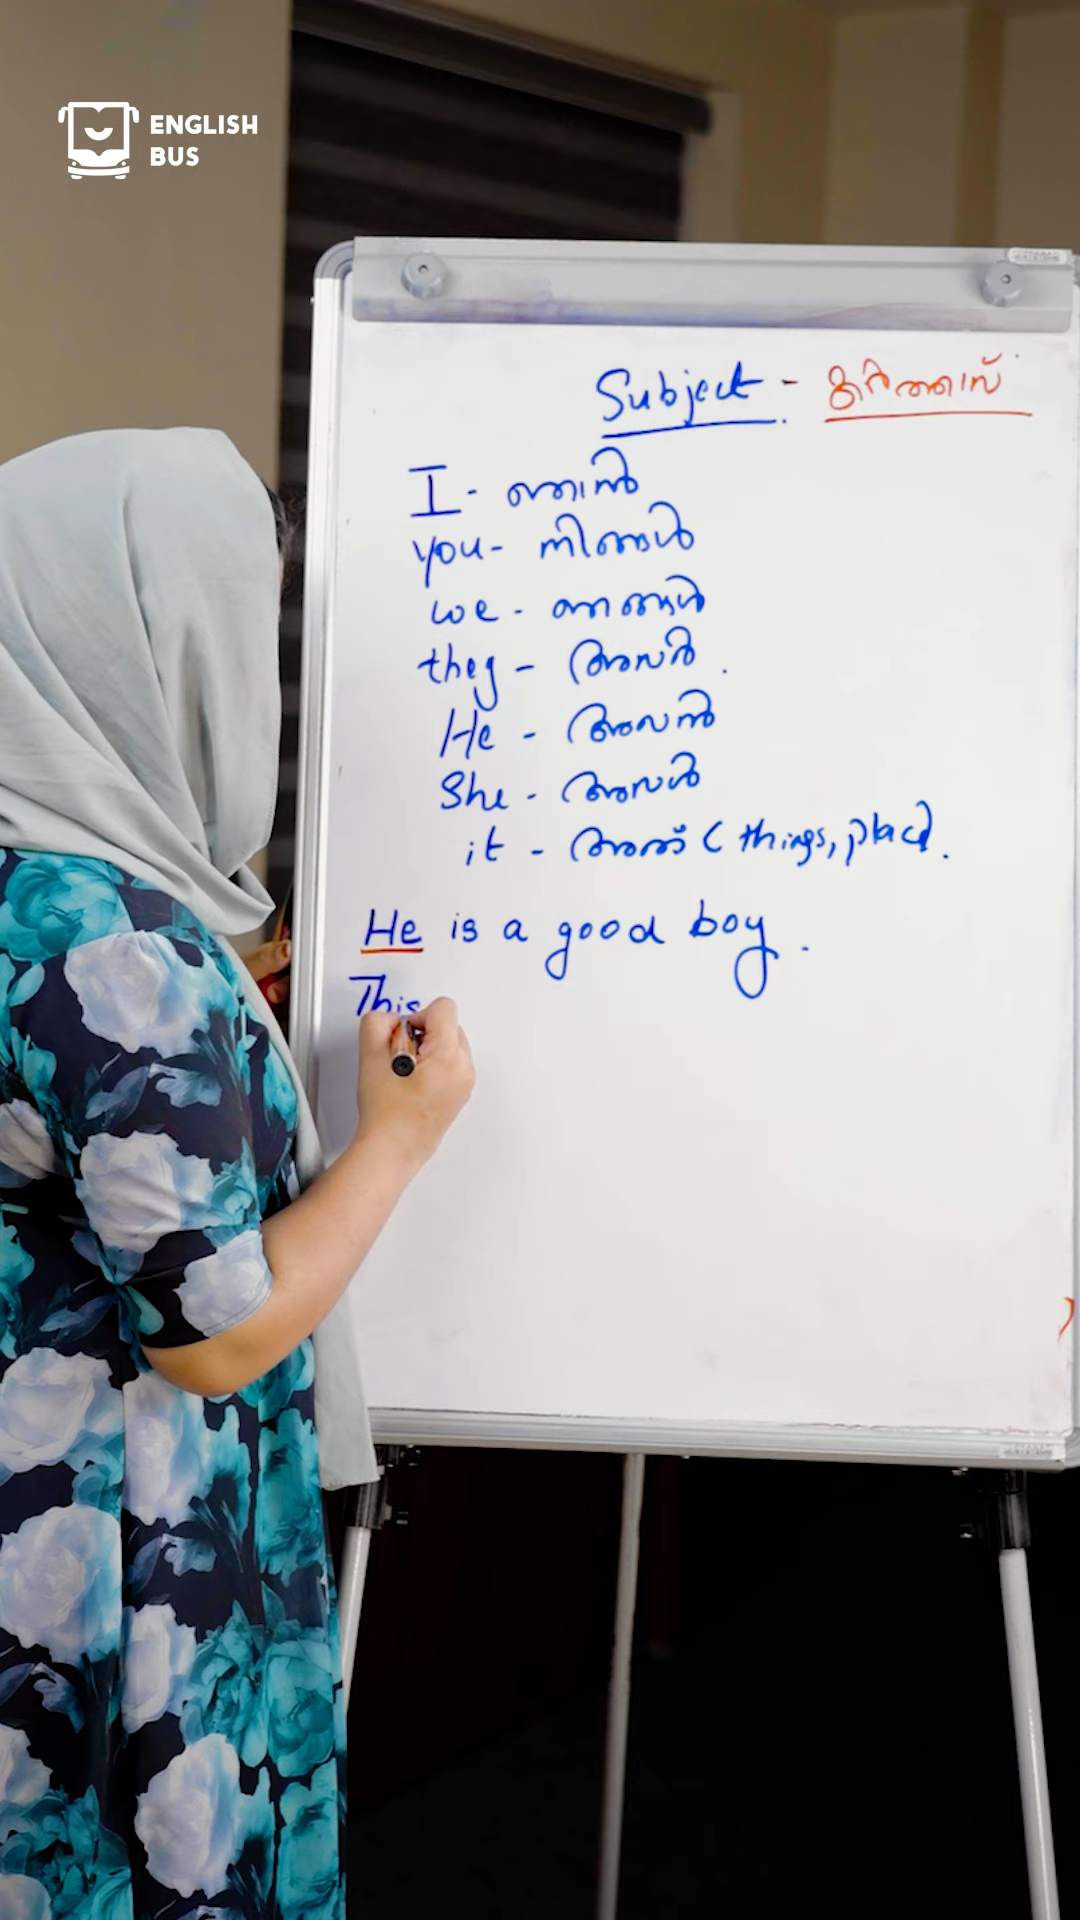 ENGLISH
BUS
Subject - കർത്താവ്
I - ഞാൻ
you - നിങ്ങൾ
we - ഞങ്ങൾ
they - അവർ.
He - അവൻ
She - അവൾ
it - അത് ( things, place).
He is a good boy.
This